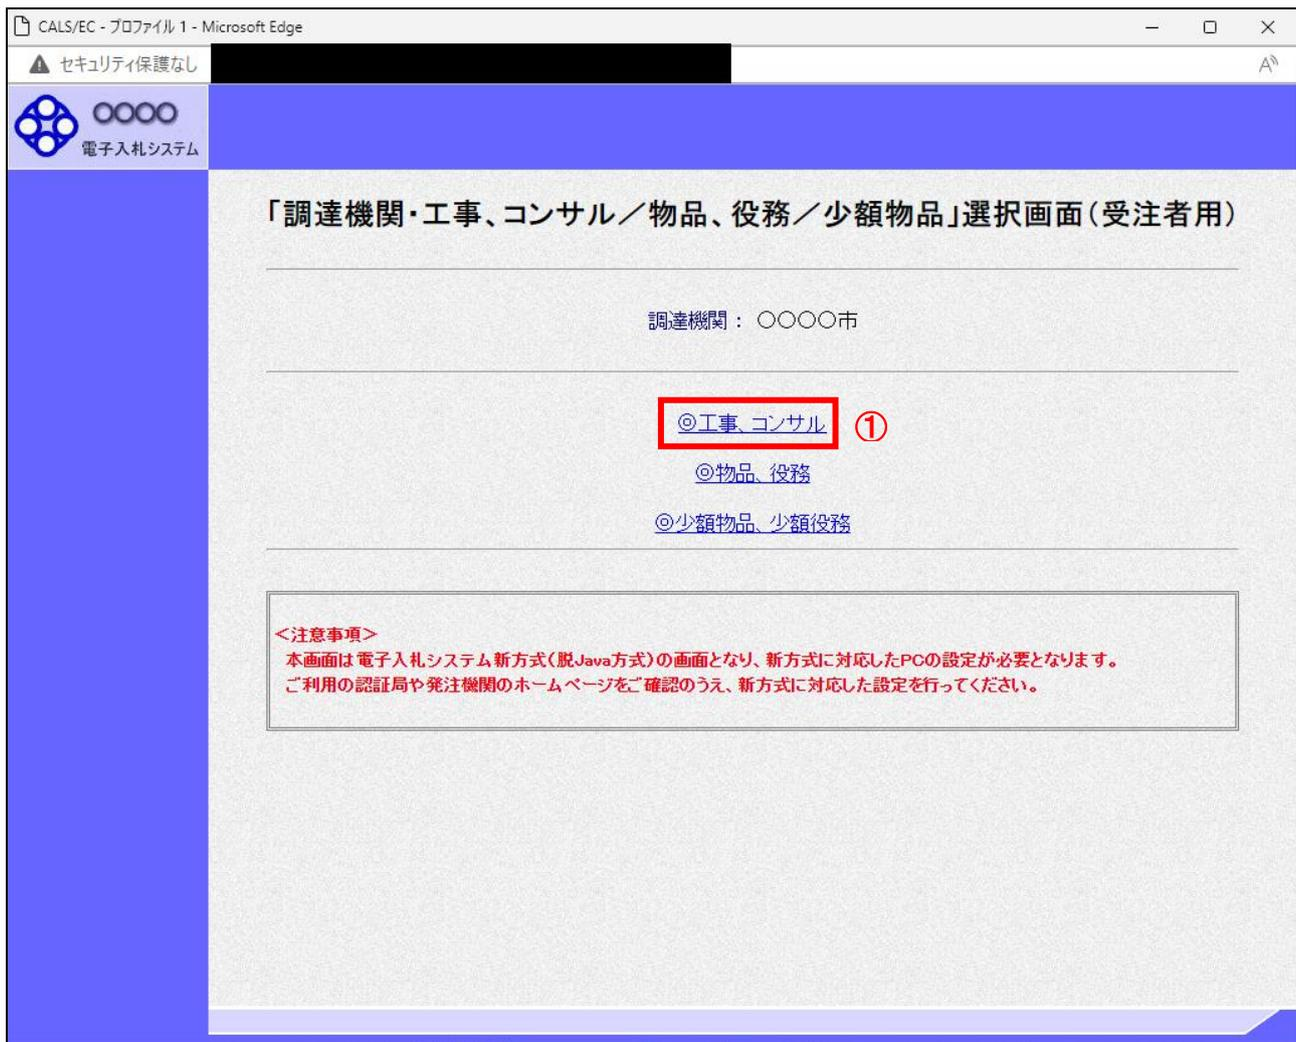 CALS/EC - プロファイル 1 - Microsoft Edge
セキュリティ保護なし
○○○○
電子入札システム
「調達機関・工事、コンサル／物品、役務／少額物品」選択画面（受注者用）
調達機関： ○○○○市
◎工事、コンサル ①
◎物品、役務
◎少額物品、少額役務
＜注意事項＞
本画面は電子入札システム新方式（脱Java方式）の画面となり、新方式に対応したPCの設定が必要となります。
ご利用の認証局や発注機関のホームページをご確認のうえ、新方式に対応した設定を行ってください。